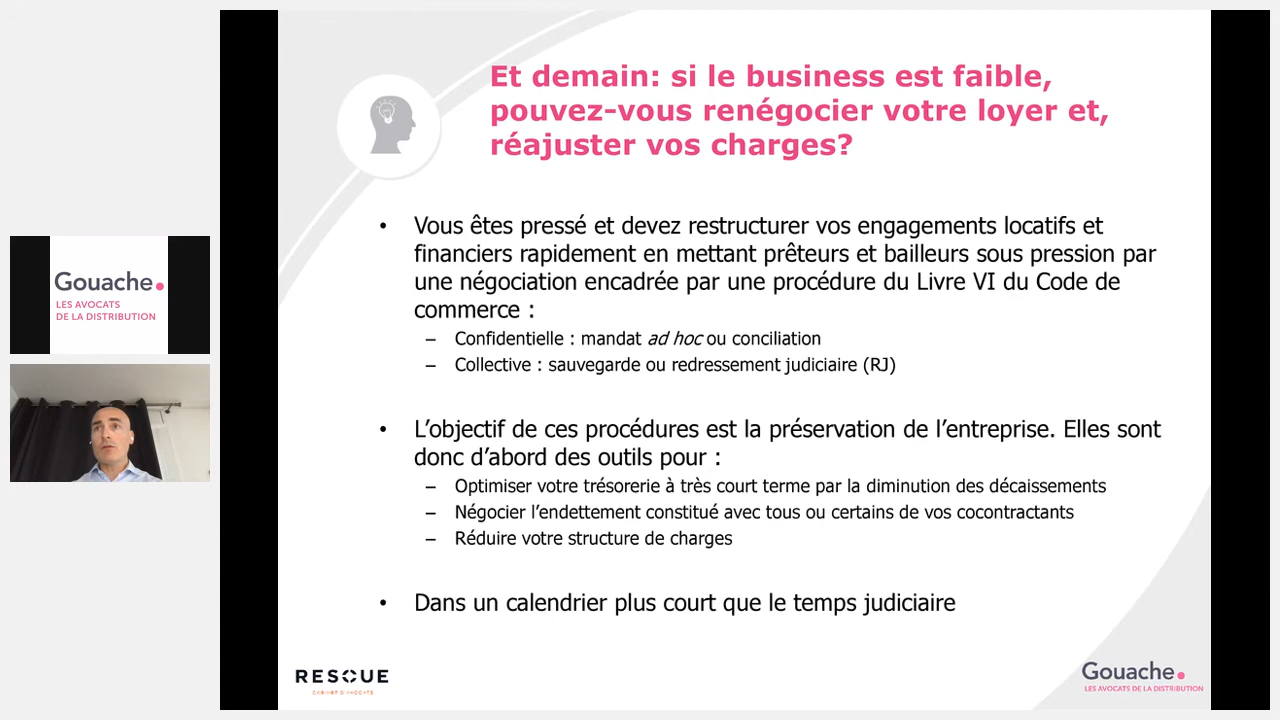 Gouache.
LES AVOCATS
DE LA DISTRIBUTION
Et demain: si le business est faible,
pouvez-vous renégocier votre loyer et,
réajuster vos charges?
• Vous êtes pressé et devez restructurer vos engagements locatifs et
financiers rapidement en mettant prêteurs et bailleurs sous pression par
une négociation encadrée par une procédure du Livre VI du Code de
commerce :
– Confidentielle : mandat ad hoc ou conciliation
– Collective : sauvegarde ou redressement judiciaire (RJ)
• L’objectif de ces procédures est la préservation de l’entreprise. Elles sont
donc d’abord des outils pour :
– Optimiser votre trésorerie à très court terme par la diminution des décaissements
– Négocier l’endettement constitué avec tous ou certains de vos cocontractants
– Réduire votre structure de charges
• Dans un calendrier plus court que le temps judiciaire
RESCUE
CABINET D'AVOCATS
Gouache.
LES AVOCATS DE LA DISTRIBUTION